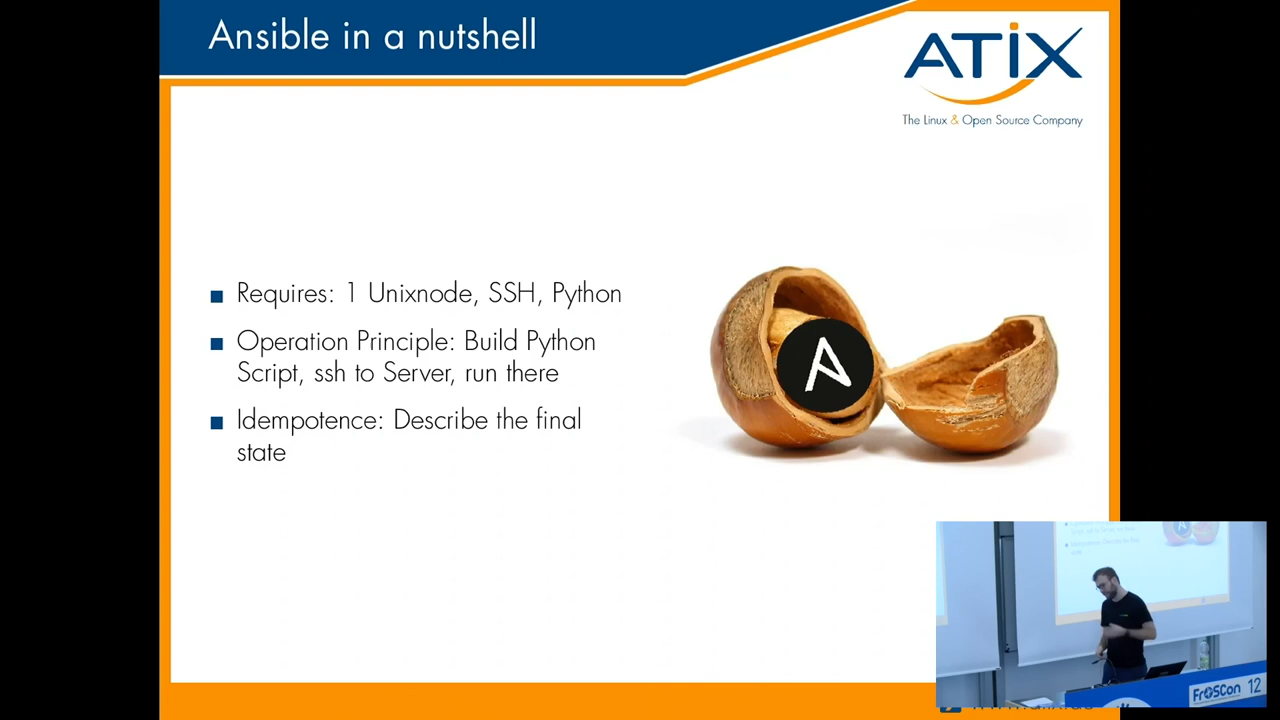 Ansible in a nutshell
ATIX
The Linux & Open Source Company
■ Requires: 1 Unixnode, SSH, Python
■ Operation Principle: Build Python
Script, ssh to Server, run there
■ Idempotence: Describe the final
state
FrOSCon 12